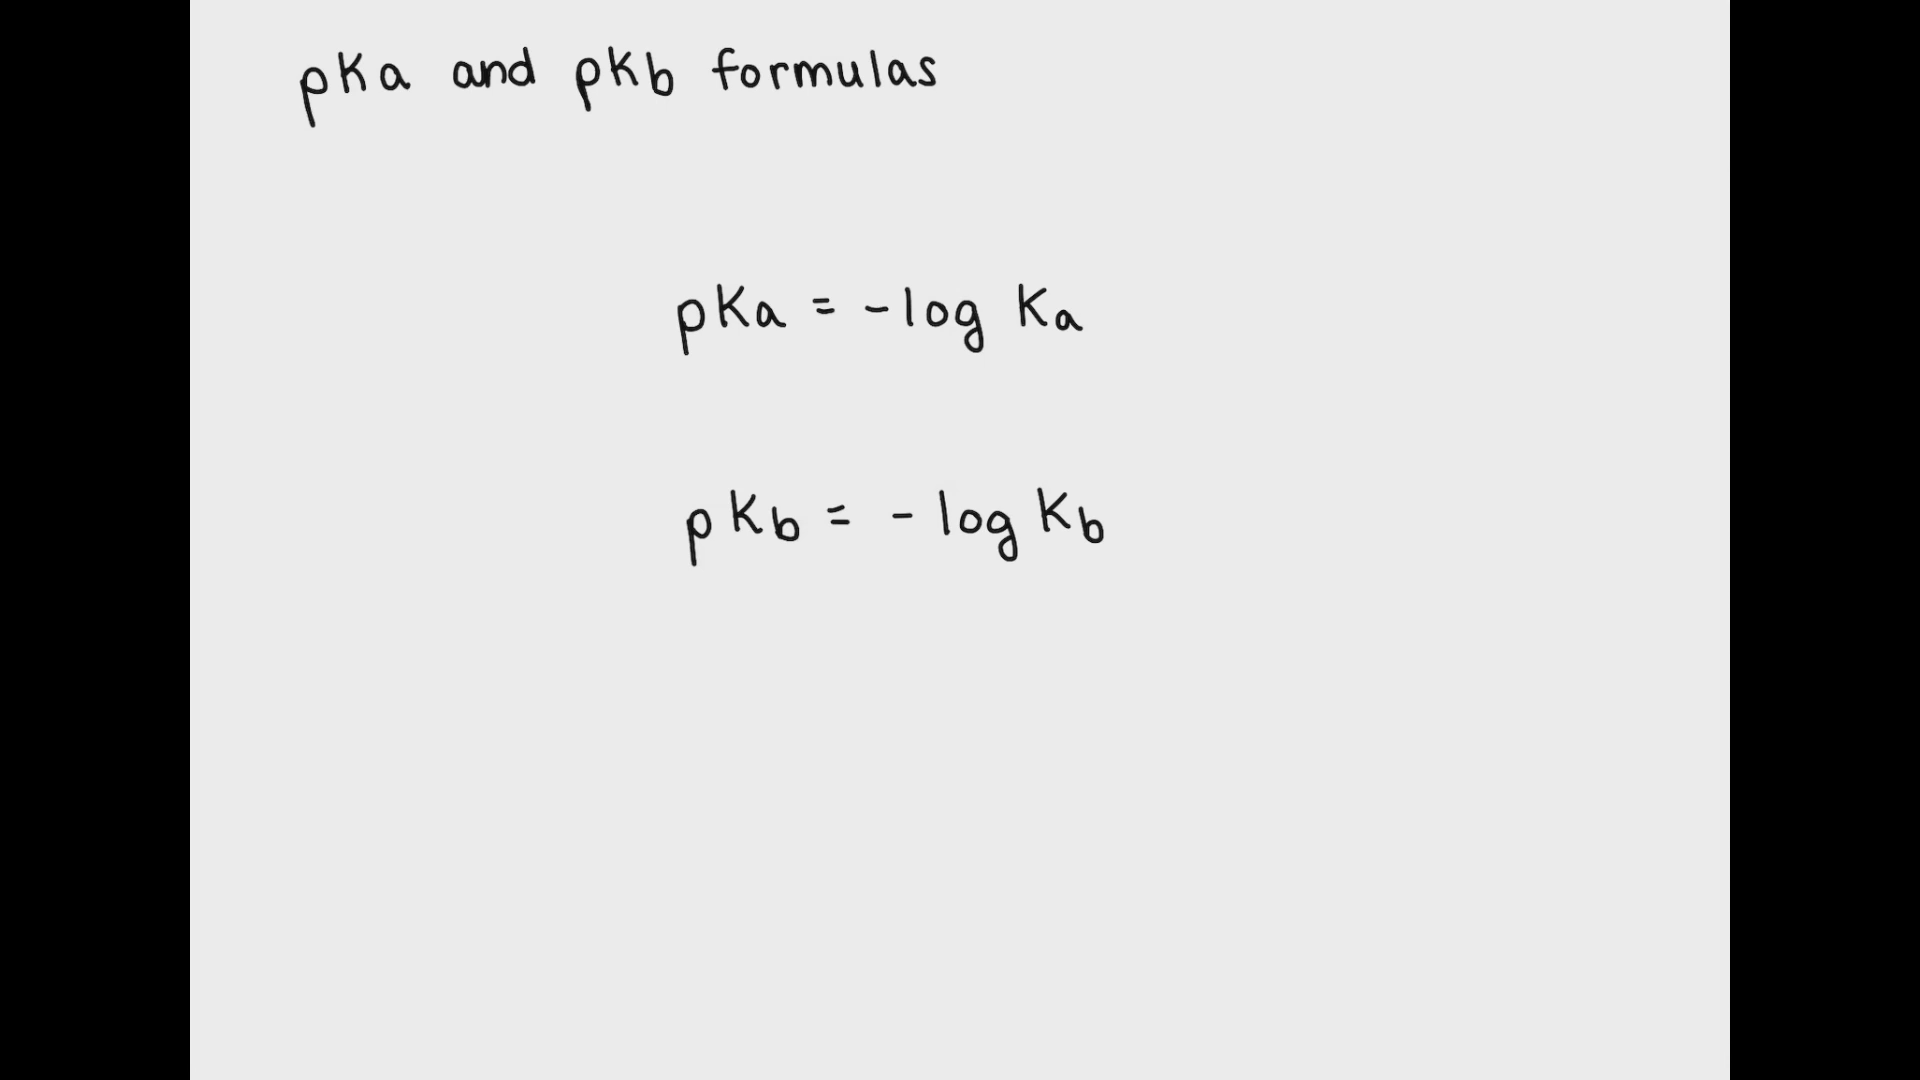 pKa and pKb formulas
pKa = -log Ka
pKb = - log Kb